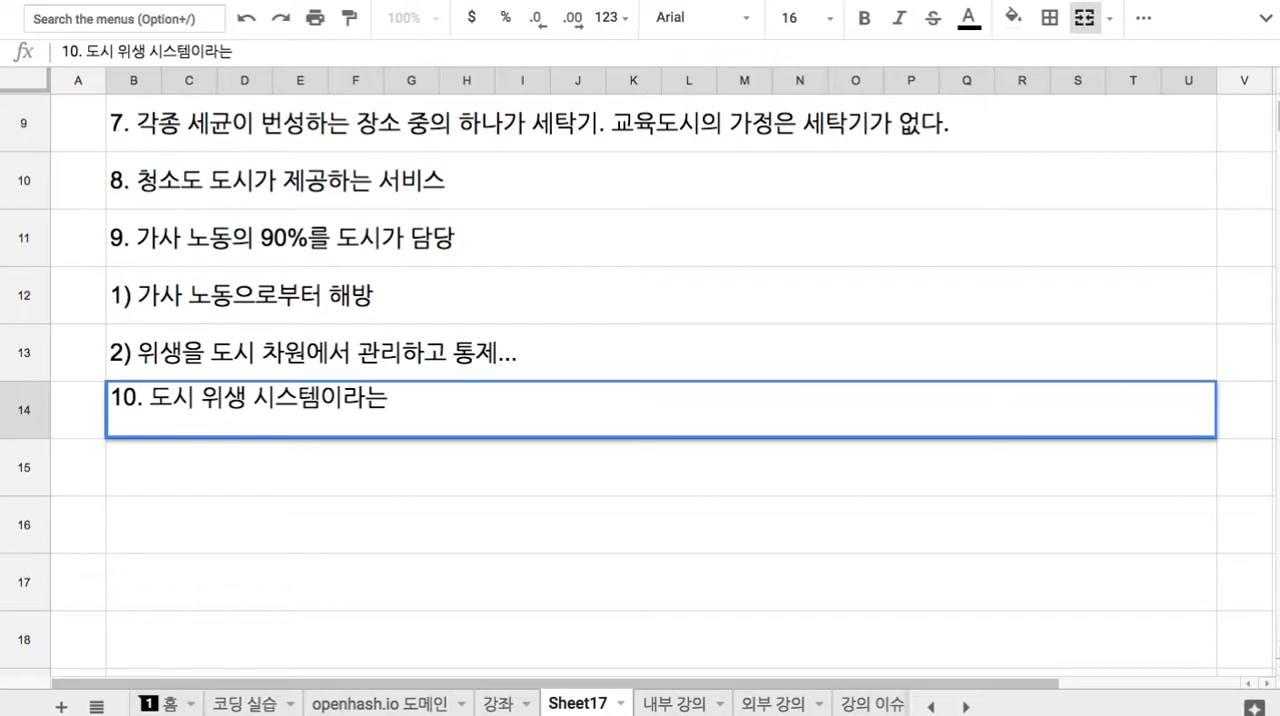 Search the menus (Option+/) 100% $ % .0 .00 123 Arial 16 B I S A ...
fx 10. 도시 위생 시스템이라는
A B C D E F G H I J K L M N O P Q R S T U V
9 7. 각종 세균이 번성하는 장소 중의 하나가 세탁기. 교육도시의 가정은 세탁기가 없다.
10 8. 청소도 도시가 제공하는 서비스
11 9. 가사 노동의 90%를 도시가 담당
12 1) 가사 노동으로부터 해방
13 2) 위생을 도시 차원에서 관리하고 통제...
14 10. 도시 위생 시스템이라는
15
16
17
18
+ 1 홈 코딩 실습 openhash.io 도메인 강좌 Sheet17 내부 강의 외부 강의 강의 이슈